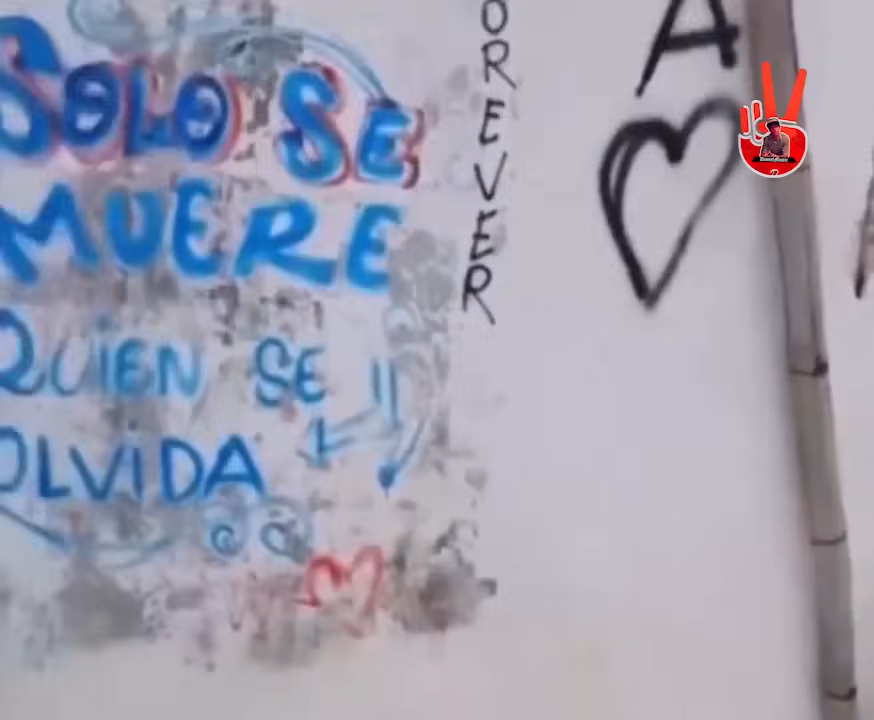 SOLO SE
MUERE
QUIEN SE
OLVIDA
OREVER
A